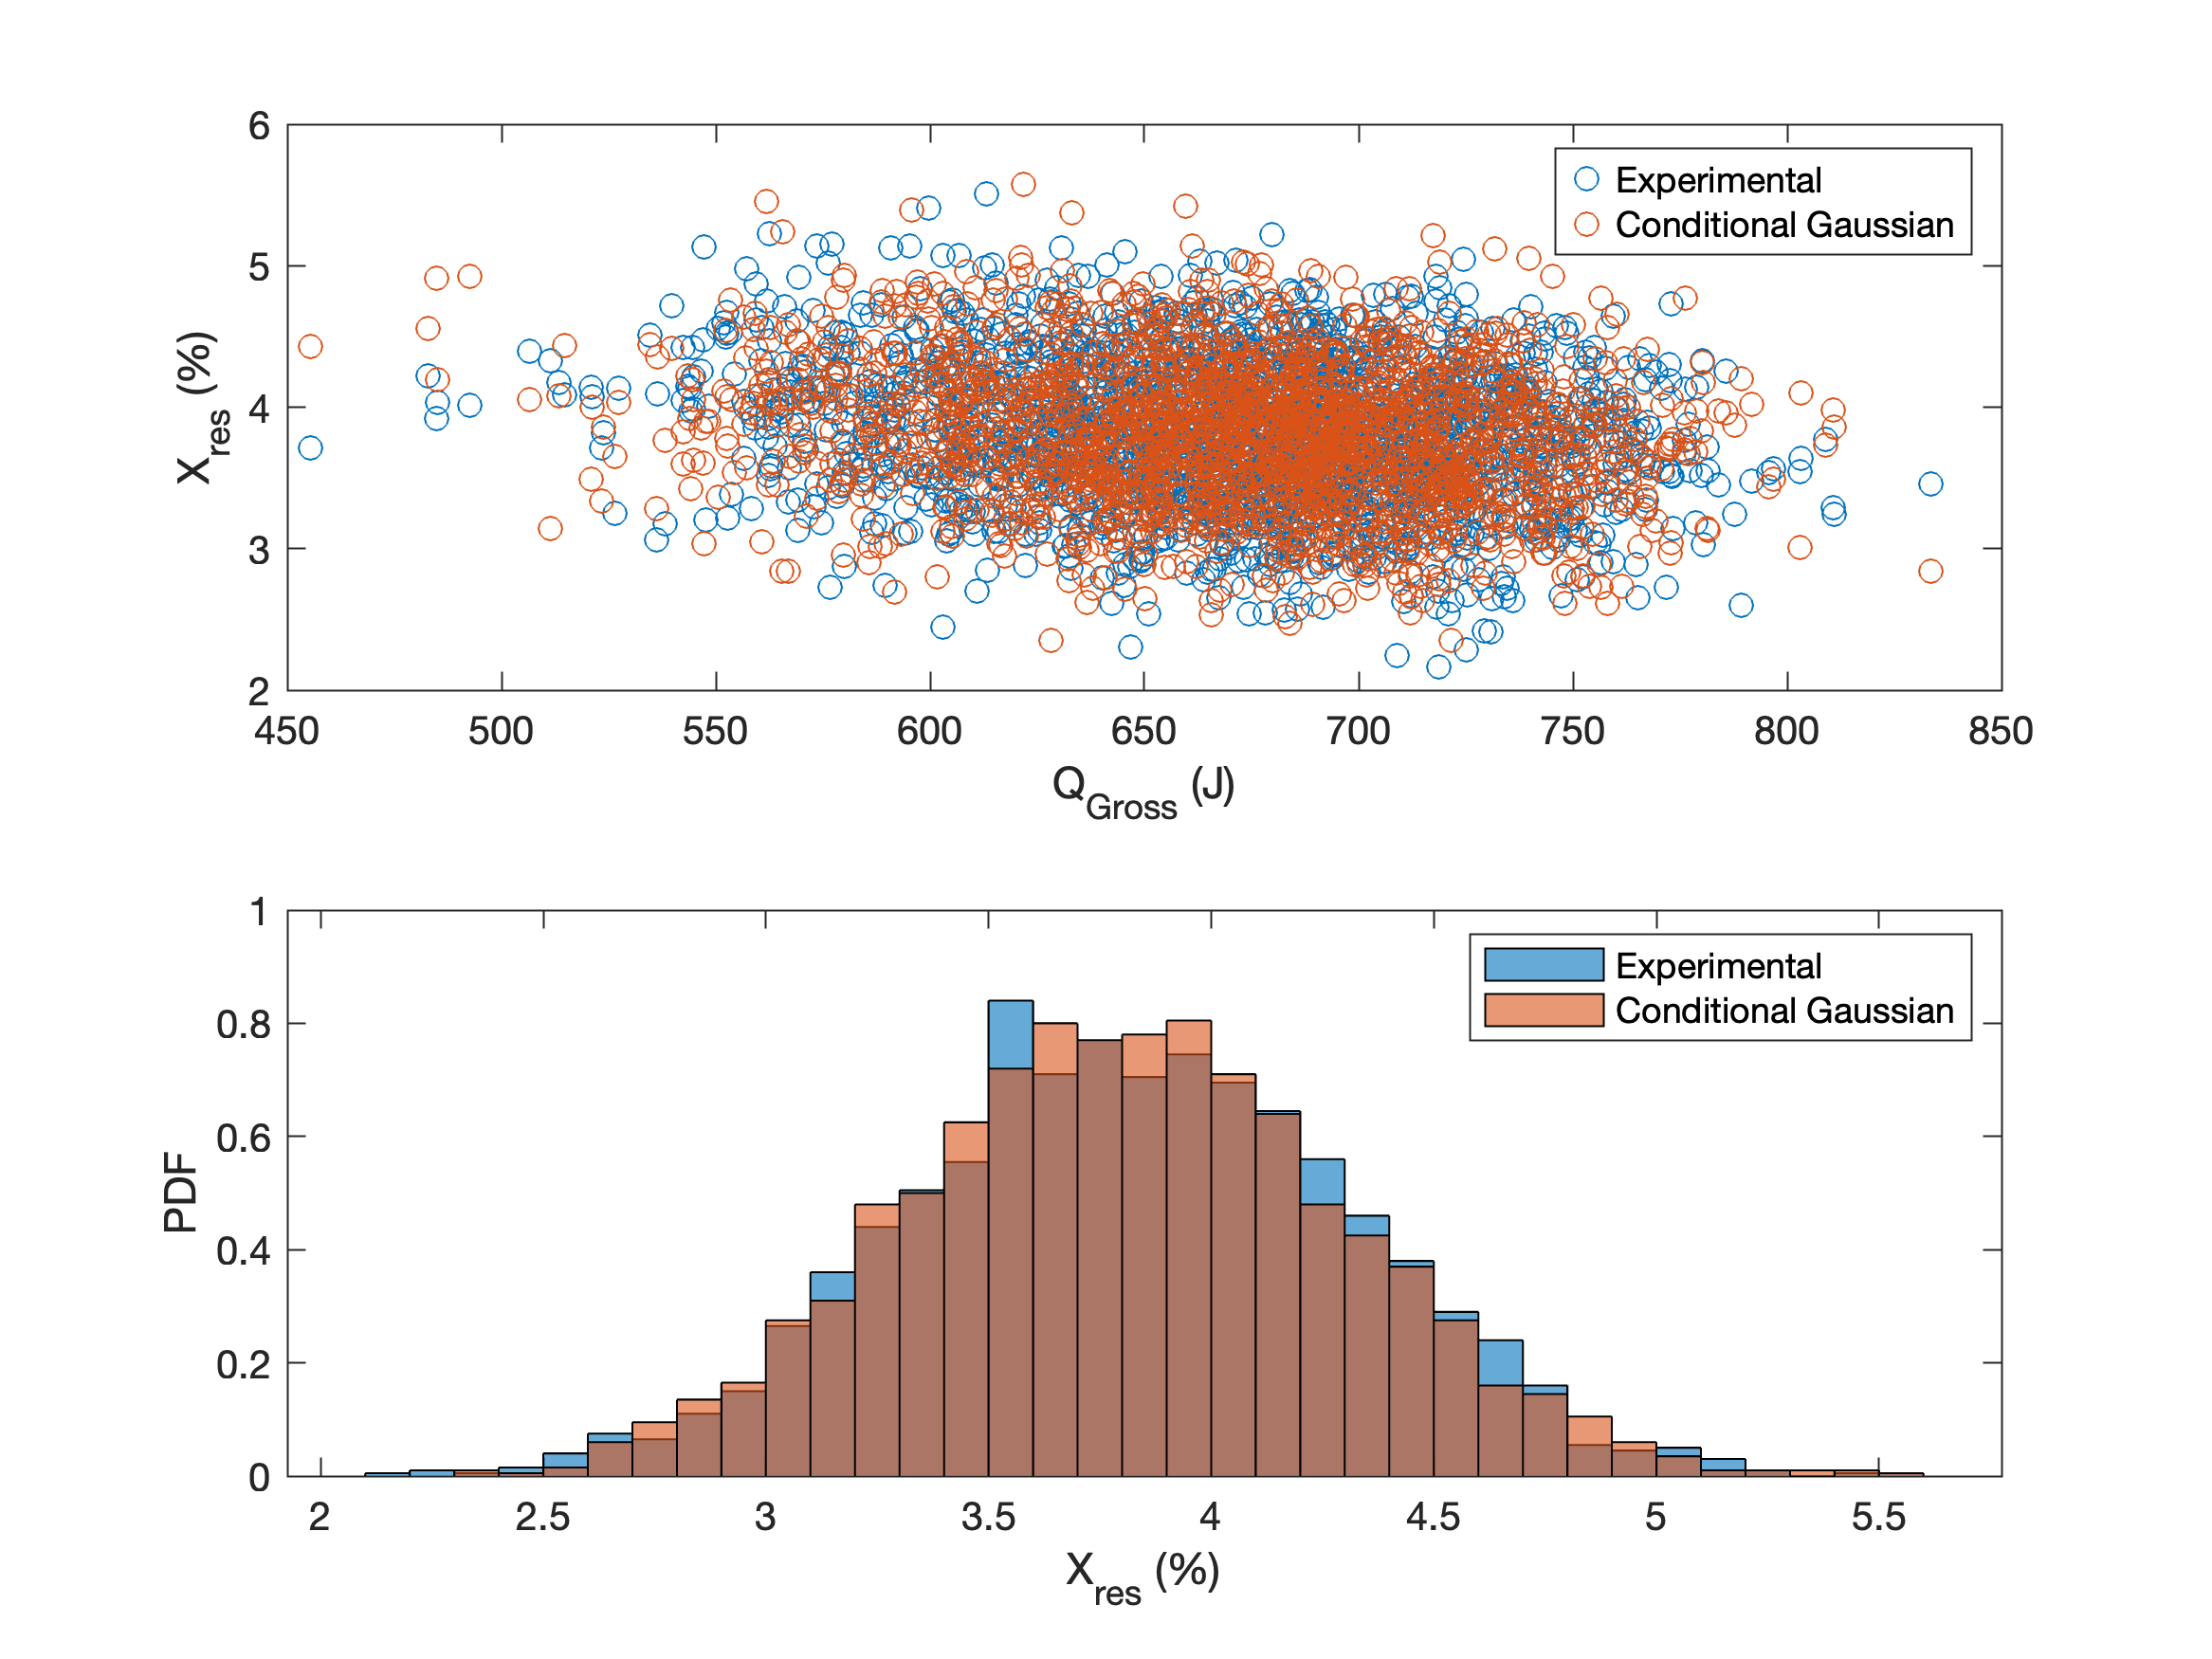 6
5
4
3
2
X_res (%)
Experimental
Conditional Gaussian
450 500 550 600 650 700 750 800 850
Q_Gross (J)
1
0.8
0.6
0.4
0.2
0
PDF
Experimental
Conditional Gaussian
2 2.5 3 3.5 4 4.5 5 5.5
X_res (%)